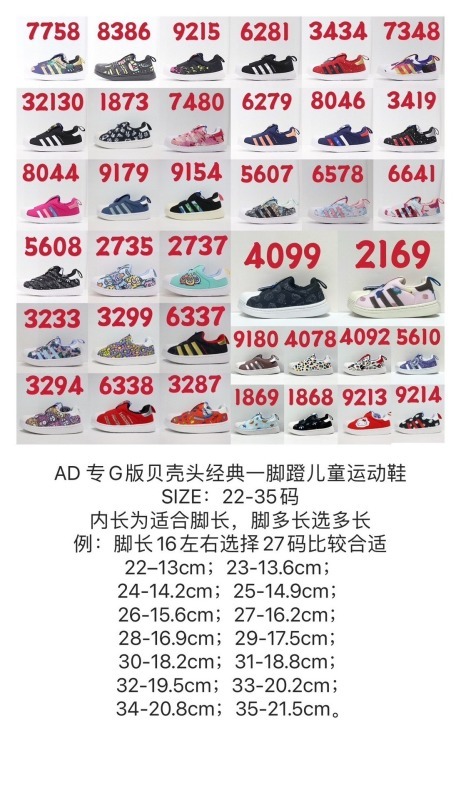 7758 8386 9215 6281 3434 7348
32130 1873 7480 6279 8046 3419
8044 9179 9154 5607 6578 6641
5608 2735 2737 4099 2169
3233 3299 6337 9180 4078 4092 5610
3294 6338 3287 1869 1868 9213 9214
AD 专G版贝壳头经典一脚蹬儿童运动鞋
SIZE：22-35码
内长为适合脚长，脚多长选多长
例：脚长16左右选择27码比较合适
22–13cm；23-13.6cm；
24-14.2cm；25-14.9cm；
26-15.6cm；27-16.2cm；
28-16.9cm；29-17.5cm；
30-18.2cm；31-18.8cm；
32-19.5cm；33-20.2cm；
34-20.8cm；35-21.5cm。